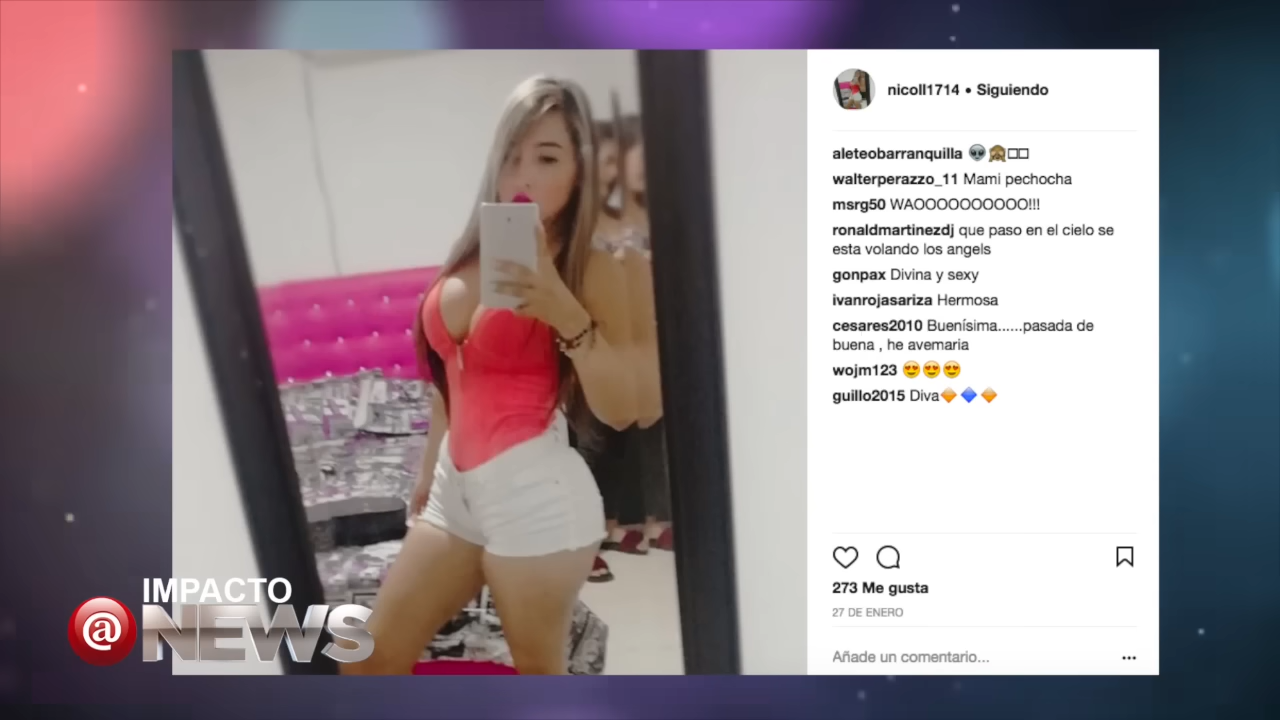 nicoll1714 • Siguiendo
aleteobarranquilla 👽🙈□□
walterperazzo_11 Mami pechocha
msrg50 WAOOOOOOOOOO!!!
ronaldmartinezdj que paso en el cielo se
esta volando los angels
gonpax Divina y sexy
ivanrojasariza Hermosa
cesares2010 Buenísima......pasada de
buena , he avemaria
wojm123 😍😍😍
guillo2015 Diva🔶🔷🔶
273 Me gusta
27 DE ENERO
Añade un comentario...
IMPACTO
@NEWS